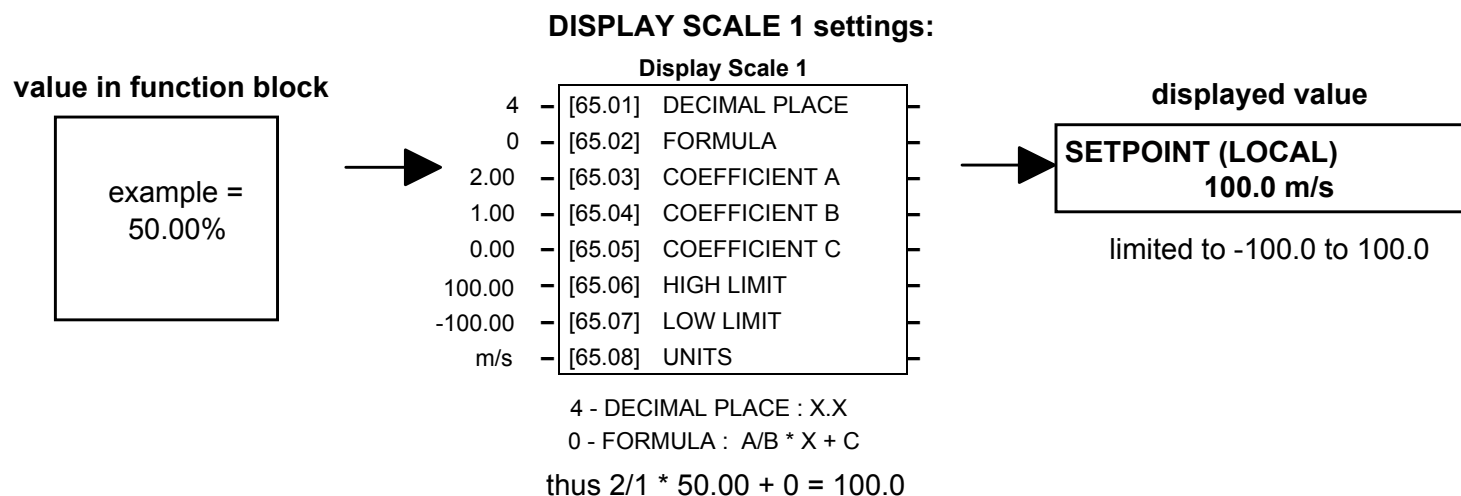 DISPLAY SCALE 1 settings:
value in function block
example =
50.00%
Display Scale 1
4 [65.01] DECIMAL PLACE
0 [65.02] FORMULA
2.00 [65.03] COEFFICIENT A
1.00 [65.04] COEFFICIENT B
0.00 [65.05] COEFFICIENT C
100.00 [65.06] HIGH LIMIT
-100.00 [65.07] LOW LIMIT
m/s [65.08] UNITS
4 - DECIMAL PLACE : X.X
0 - FORMULA : A/B * X + C
thus 2/1 * 50.00 + 0 = 100.0
displayed value
SETPOINT (LOCAL)
100.0 m/s
limited to -100.0 to 100.0